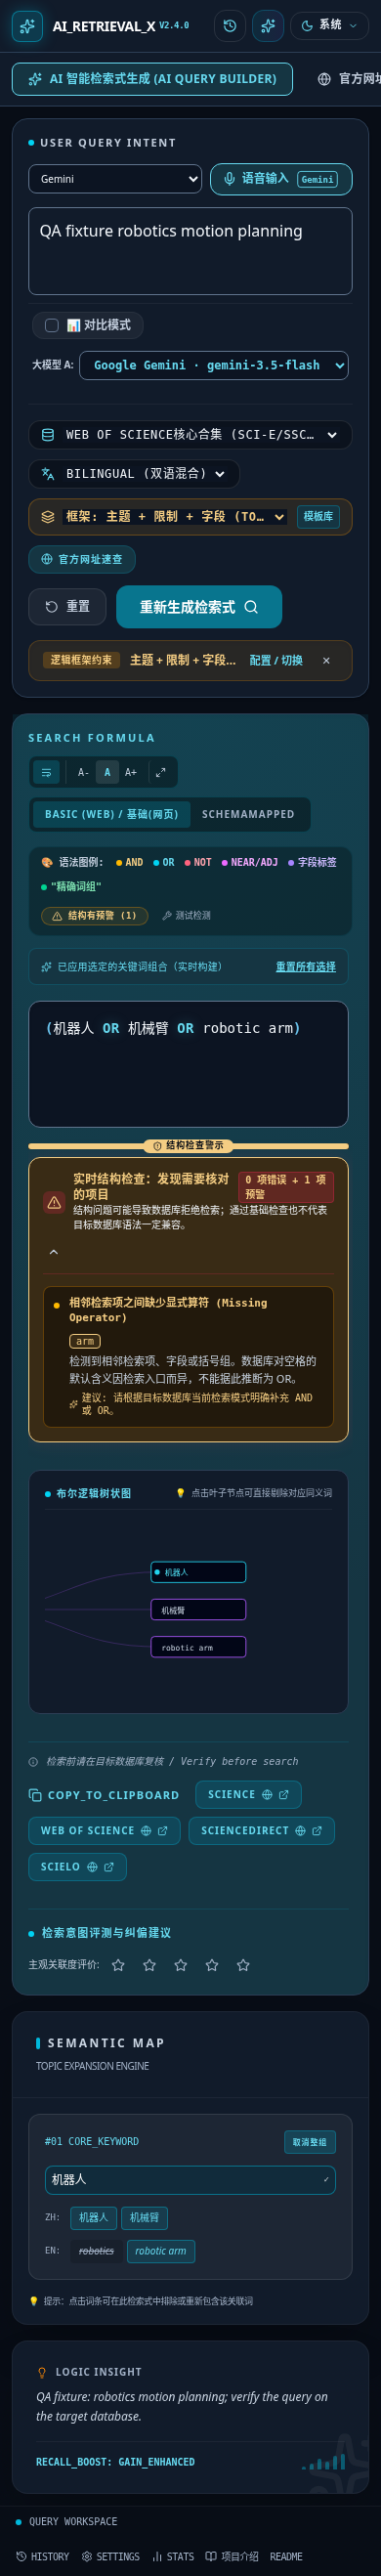 AI_RETRIEVAL_X V2.4.0
系统
AI 智能检索式生成 (AI QUERY BUILDER)
官方网址
USER QUERY INTENT
Gemini
语音输入 Gemini
QA fixture robotics motion planning
📊 对比模式
大模型 A: Google Gemini · gemini-3.5-flash
WEB OF SCIENCE核心合集 (SCI-E/SSC…
BILINGUAL (双语混合)
框架: 主题 + 限制 + 字段 (TO… 模板库
官方网址速查
重置
重新生成检索式
逻辑框架约束 主题 + 限制 + 字段… 配置 / 切换 ×
SEARCH FORMULA
A- A A+
BASIC (WEB) / 基础(网页) SCHEMAMAPPED
🎨 语法图例: AND OR NOT NEAR/ADJ 字段标签
"精确词组"
结构有预警 (1) 测试检测
已应用选定的关键词组合（实时构建） 重置所有选择
(机器人 OR 机械臂 OR robotic arm)
结构检查警示
实时结构检查：发现需要核对的项目
0 项错误 + 1 项预警
结构问题可能导致数据库拒绝检索；通过基础检查也不代表目标数据库语法一定兼容。
相邻检索项之间缺少显式算符 (Missing
Operator)
arm
检测到相邻检索项、字段或括号组。数据库对空格的
默认含义因检索入口而异，不能据此推断为 OR。
建议: 请根据目标数据库当前检索模式明确补充 AND
或 OR。
布尔逻辑树状图
💡 点击叶子节点可直接剔除对应同义词
机器人
机械臂
robotic arm
检索前请在目标数据库复核 / Verify before search
COPY_TO_CLIPBOARD
SCIENCE
WEB OF SCIENCE
SCIENCEDIRECT
SCIELO
检索意图评测与纠偏建议
主观关联度评价:
SEMANTIC MAP
TOPIC EXPANSION ENGINE
#01 CORE_KEYWORD 取消整组
机器人 ✓
ZH: 机器人 机械臂
EN: robotics robotic arm
💡 提示: 点击词条可在此检索式中排除或重新包含该关联词
LOGIC INSIGHT
QA fixture: robotics motion planning; verify the query on
the target database.
RECALL_BOOST: GAIN_ENHANCED
QUERY WORKSPACE
HISTORY SETTINGS STATS 项目介绍 README